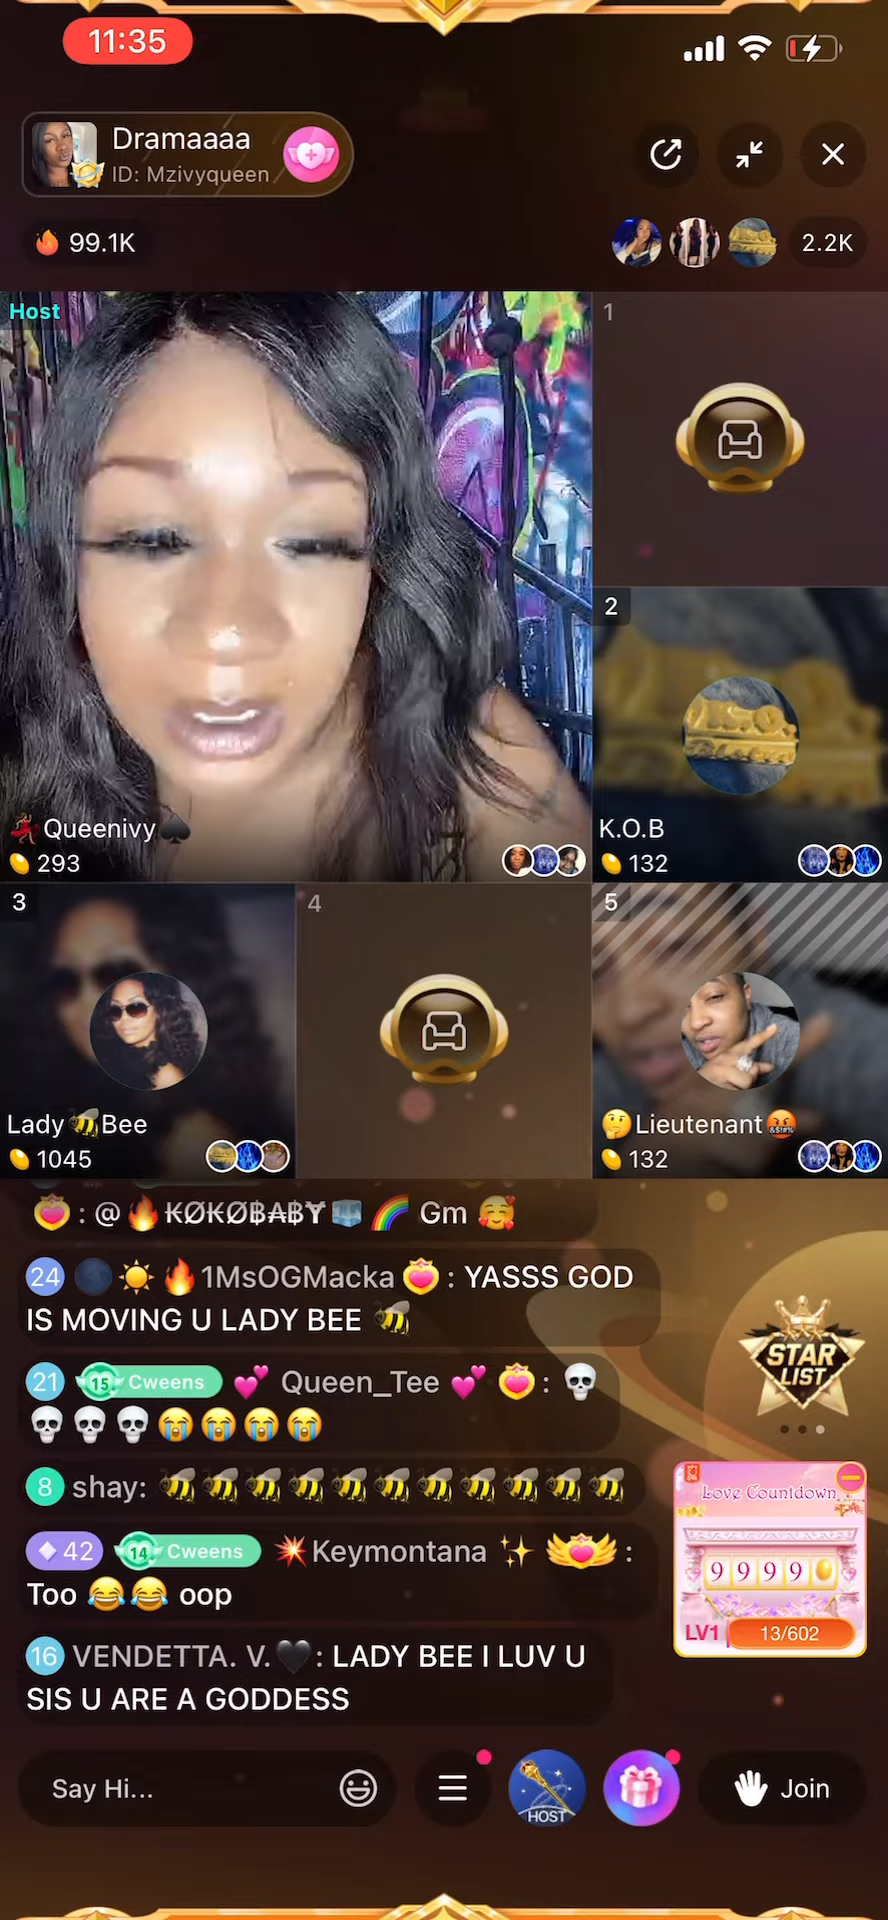 11:35
Dramaaaa
ID: Mzivyqueen
99.1K
2.2K
Host
1
2
Queenivy
293
K.O.B
132
3
4
5
Lady🐝Bee
1045
🤔Lieutenant🤬
132
: @🔥 K̶Ø̶K̶Ø̶B̶A̶B̶Y̶ 🧊🌈 Gm 🥰
24 🌑☀️🔥1MsOGMacka : YASSS GOD
IS MOVING U LADY BEE 🐝
21 15 Cweens 💕 Queen_Tee 💕 : 💀
💀💀💀😭😭😭😭
8 shay: 🐝🐝🐝🐝🐝🐝🐝🐝🐝🐝🐝
42 14 Cweens 💥Keymontana ✨ :
Too 😂😂 oop
16 VENDETTA. V.🖤: LADY BEE I LUV U
SIS U ARE A GODDESS
STAR
LIST
Love Countdown
9 9 9 9
LV1 13/602
Say Hi...
HOST
Join